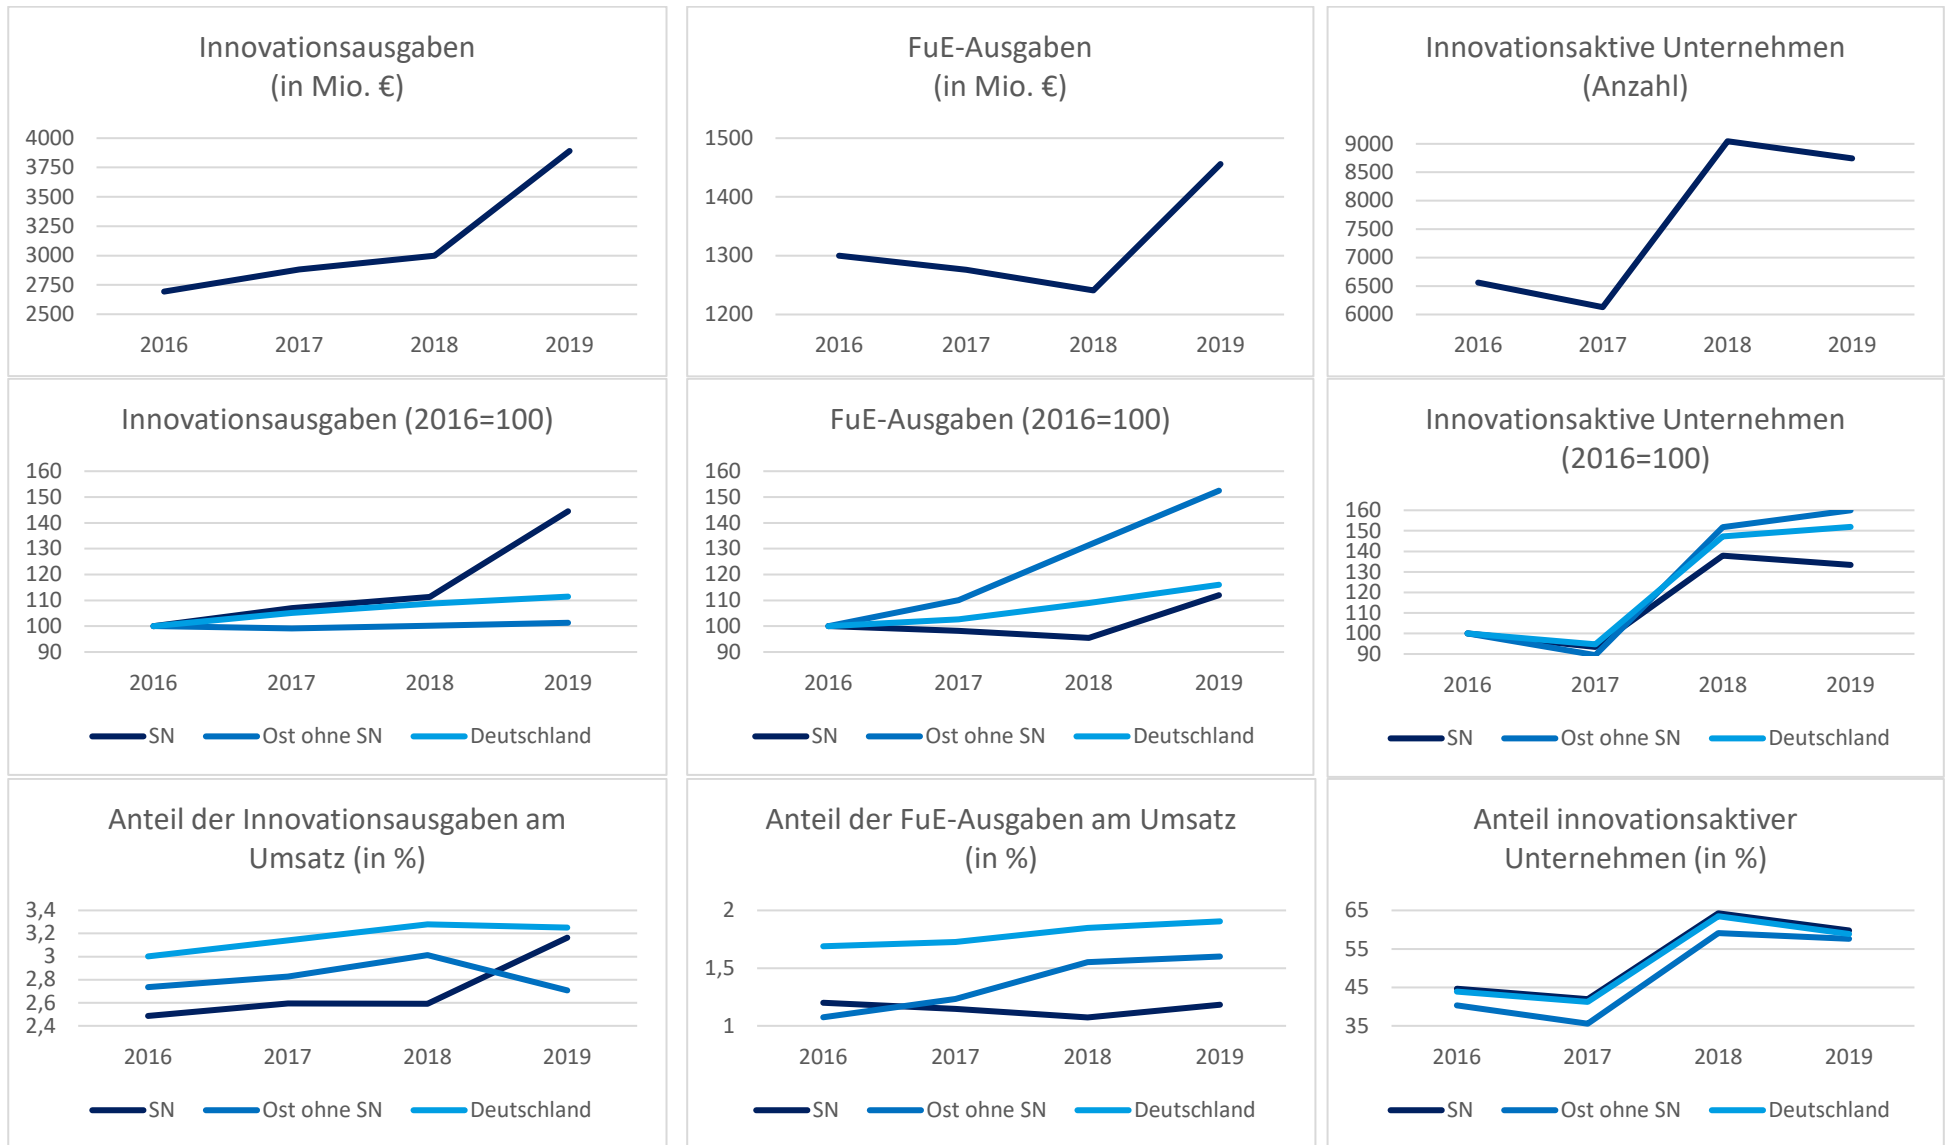 Innovationsausgaben
(in Mio. €)
4000
3750
3500
3250
3000
2750
2500
2016 2017 2018 2019
FuE-Ausgaben
(in Mio. €)
1500
1400
1300
1200
2016 2017 2018 2019
Innovationsaktive Unternehmen
(Anzahl)
9000
8500
8000
7500
7000
6500
6000
2016 2017 2018 2019
Innovationsausgaben (2016=100)
160
150
140
130
120
110
100
90
2016 2017 2018 2019
SN Ost ohne SN Deutschland
FuE-Ausgaben (2016=100)
160
150
140
130
120
110
100
90
2016 2017 2018 2019
SN Ost ohne SN Deutschland
Innovationsaktive Unternehmen
(2016=100)
160
150
140
130
120
110
100
90
2016 2017 2018 2019
SN Ost ohne SN Deutschland
Anteil der Innovationsausgaben am
Umsatz (in %)
3,4
3,2
3
2,8
2,6
2,4
2016 2017 2018 2019
SN Ost ohne SN Deutschland
Anteil der FuE-Ausgaben am Umsatz
(in %)
2
1,5
1
2016 2017 2018 2019
SN Ost ohne SN Deutschland
Anteil innovationsaktiver
Unternehmen (in %)
65
55
45
35
2016 2017 2018 2019
SN Ost ohne SN Deutschland